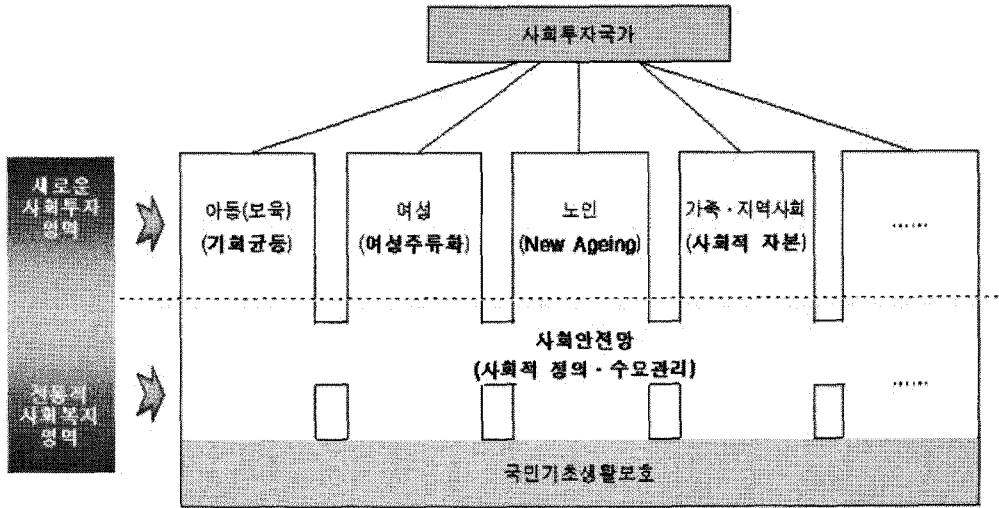 사회투자국가
새로운
사회투자
영역
아동(보육)
(기회균등)
여성
(여성주류화)
노인
(New Ageing)
가족·지역사회
(사회적 자본)
......
사회안전망
(사회적 정의·수요관리)
......
전통적
사회복지
영역
국민기초생활보호